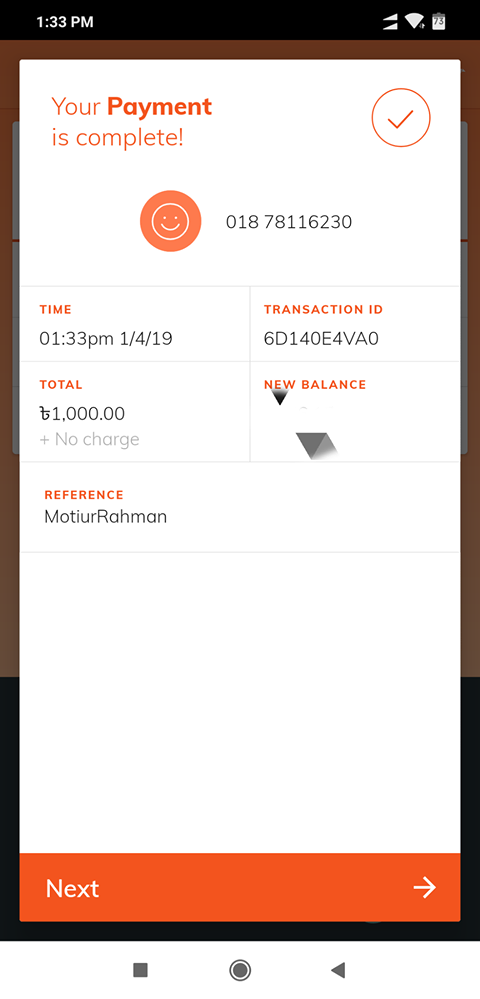 1:33 PM
73
Your Payment
is complete!
018 78116230
TIME
01:33pm 1/4/19
TRANSACTION ID
6D140E4VA0
TOTAL
৳1,000.00
+ No charge
NEW BALANCE
REFERENCE
MotiurRahman
Next